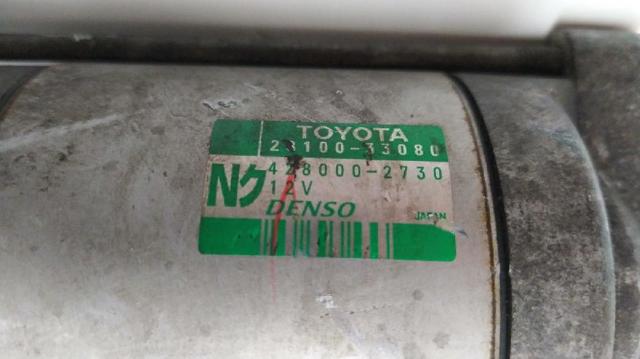 TOYOTA
28100-33080
428000-2730
Nク
12V
DENSO
JAPAN